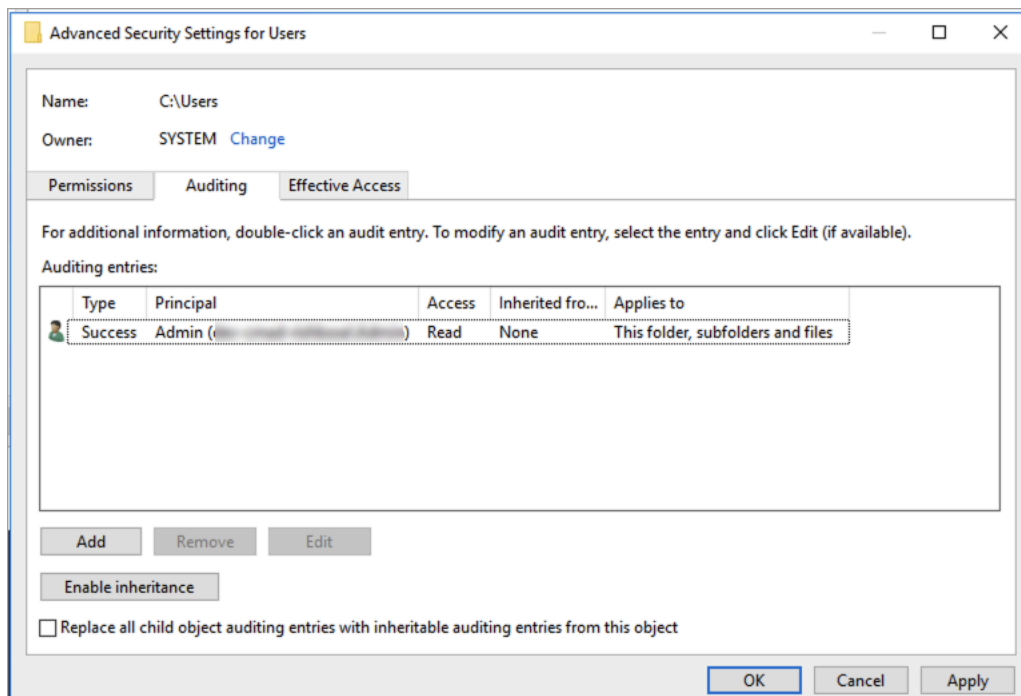 Advanced Security Settings for Users
Name: C:\Users
Owner: SYSTEM Change
Permissions Auditing Effective Access
For additional information, double-click an audit entry. To modify an audit entry, select the entry and click Edit (if available).
Auditing entries:
Type Principal Access Inherited fro... Applies to
Success Admin ( ) Read None This folder, subfolders and files
Add Remove Edit
Enable inheritance
Replace all child object auditing entries with inheritable auditing entries from this object
OK Cancel Apply